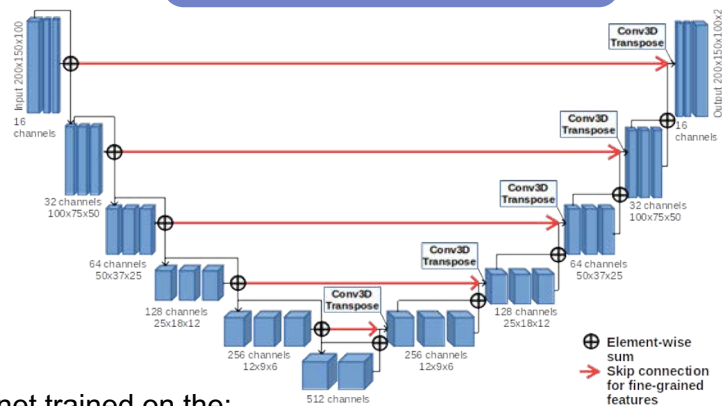 Input 200x150x100
16
channels
32 channels
100x75x50
64 channels
50x37x25
128 channels
25x18x12
256 channels
12x9x6
512 channels
Conv3D
Transpose
256 channels
12x9x6
Conv3D
Transpose
128 channels
25x18x12
Conv3D
Transpose
64 channels
50x37x25
Conv3D
Transpose
32 channels
100x75x50
Conv3D
Transpose
16
channels
Output 200x150x100x2
Element-wise
sum
Skip connection
for fine-grained
features
net trained on the: